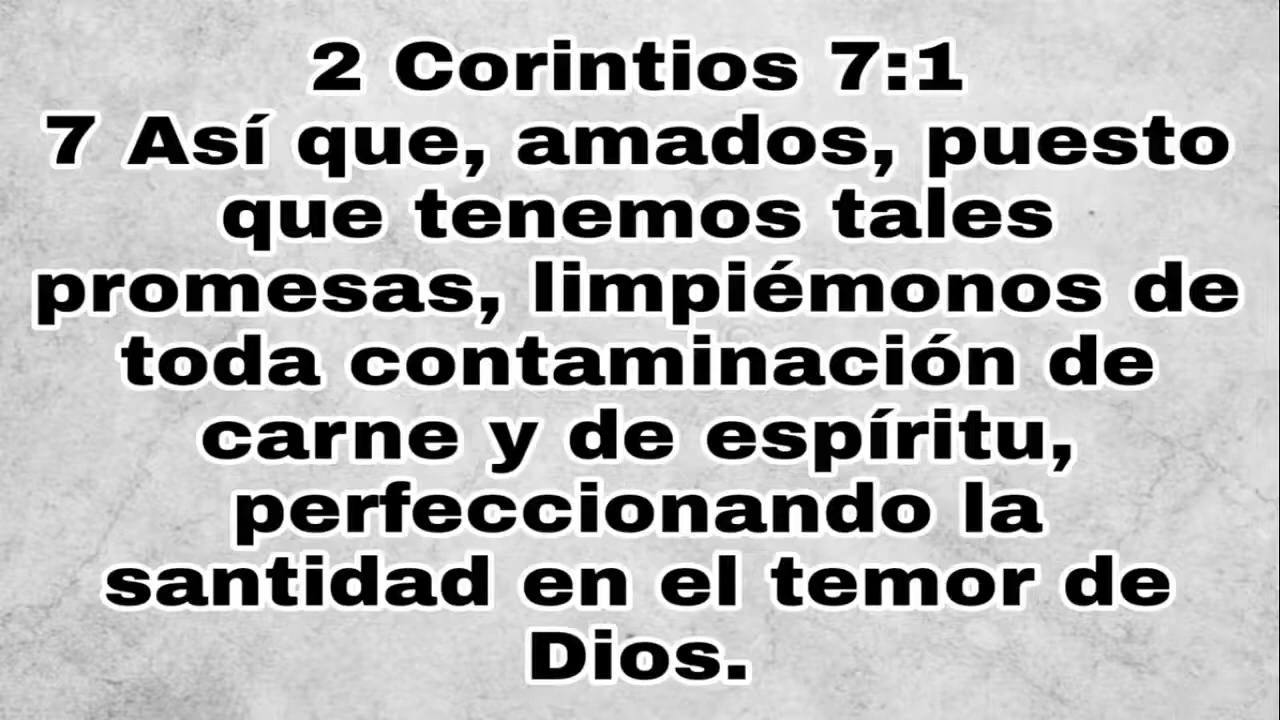 2 Corintios 7:1
7 Así que, amados, puesto
que tenemos tales
promesas, limpiémonos de
toda contaminación de
carne y de espíritu,
perfeccionando la
santidad en el temor de
Dios.